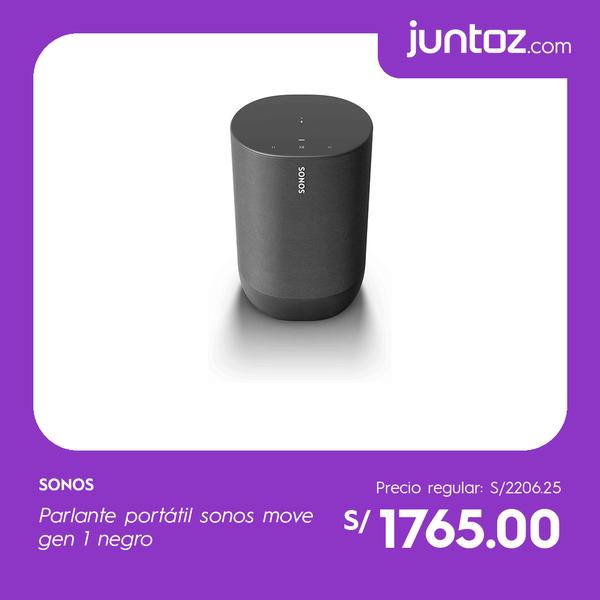 juntoz.com
SONOS
SONOS
Precio regular: S/2206.25
Parlante portátil sonos move
gen 1 negro
S/1765.00